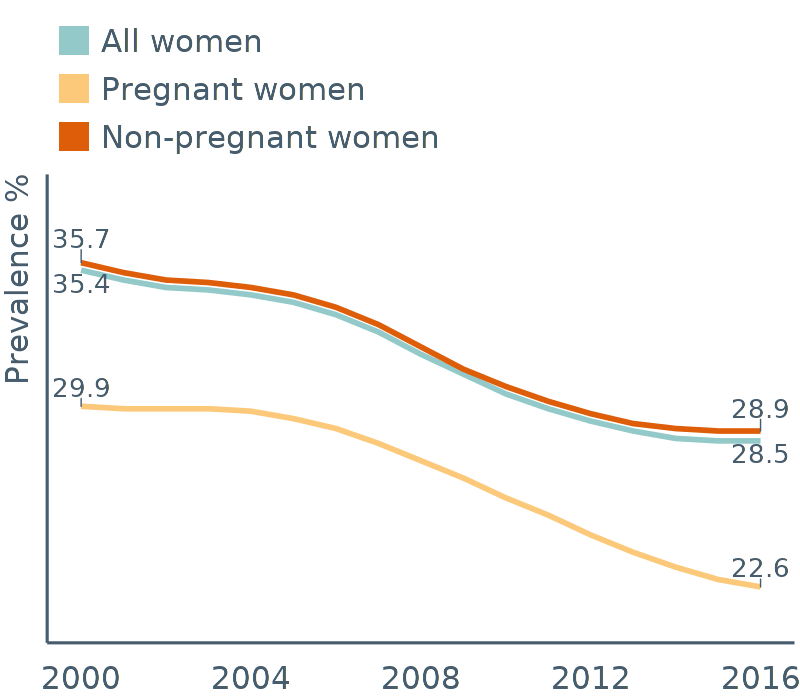 All women
Pregnant women
Non-pregnant women
Prevalence %
35.7
35.4
29.9
28.9
28.5
22.6
2000 2004 2008 2012 2016